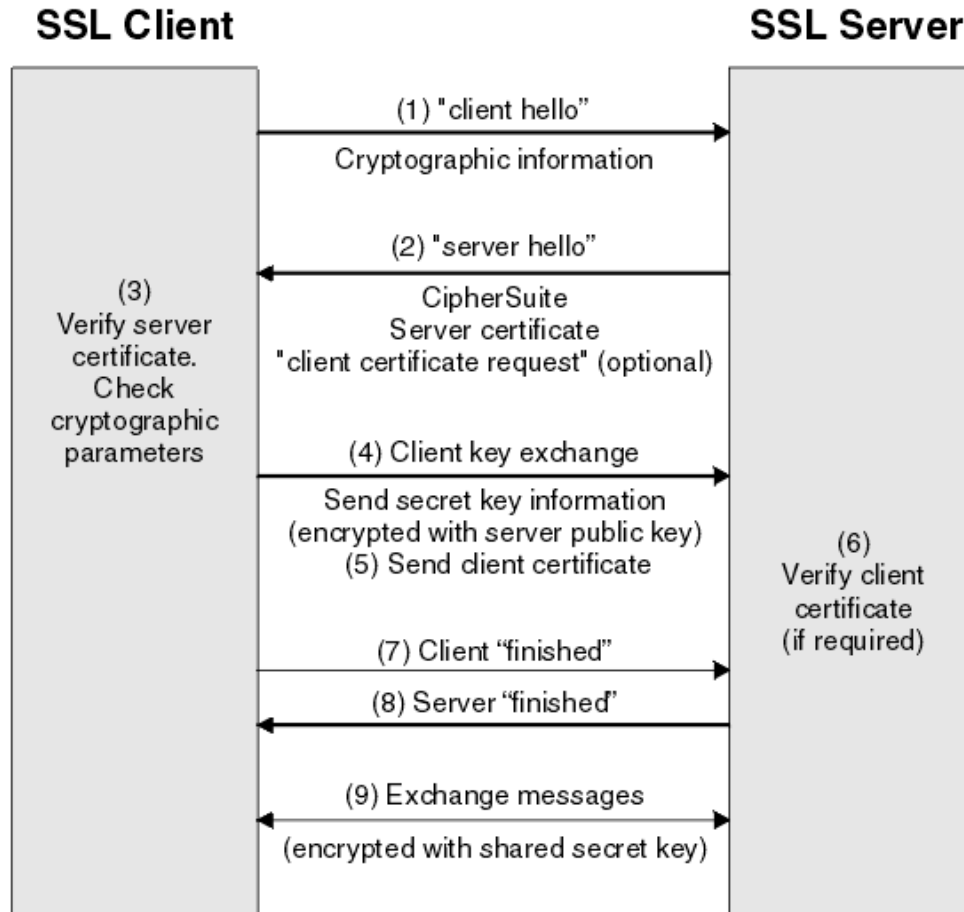 SSL Client
SSL Server
(1) "client hello”
Cryptographic information
(2) "server hello”
CipherSuite
Server certificate
"client certificate request" (optional)
(3)
Verify server
certificate.
Check
cryptographic
parameters
(4) Client key exchange
Send secret key information
(encrypted with server public key)
(5) Send client certificate
(6)
Verify client
certificate
(if required)
(7) Client “finished”
(8) Server “finished”
(9) Exchange messages
(encrypted with shared secret key)